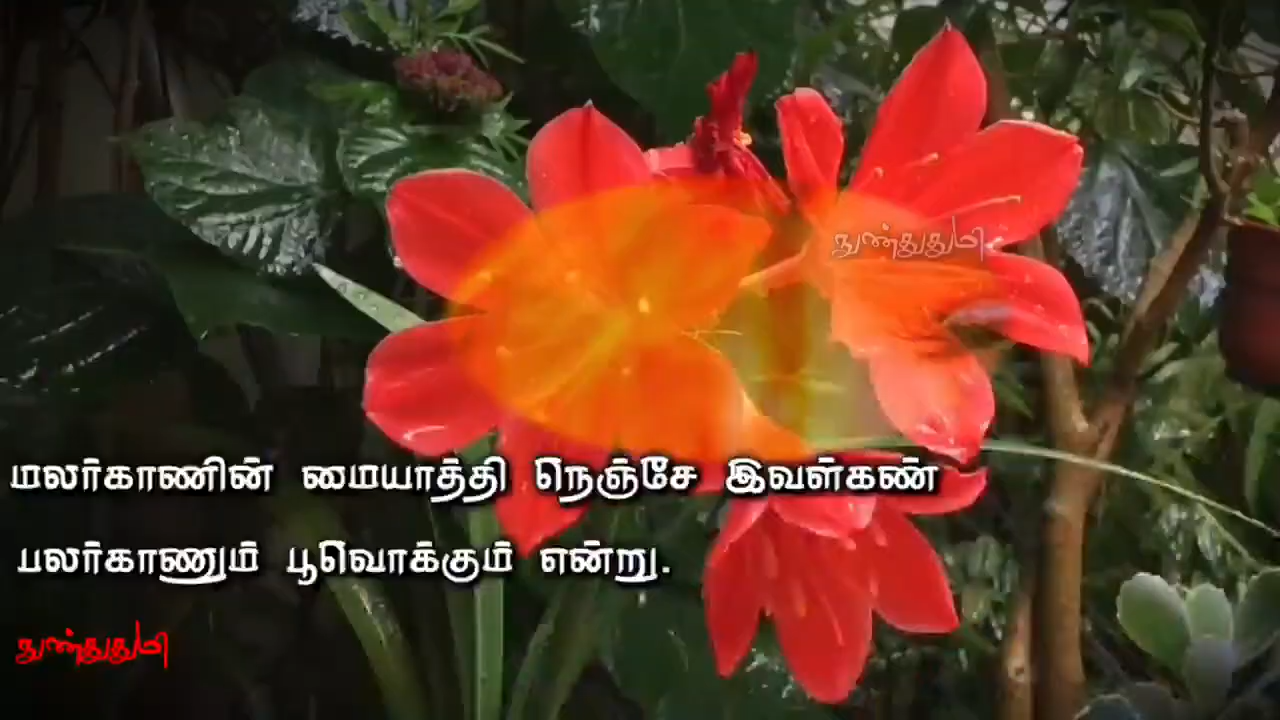 துண்துதுமி
மலர்காணின் மையாத்தி நெஞ்சே இவள்கண்
பலர்காணும் பூவொக்கும் என்று.
துண்துதுமி